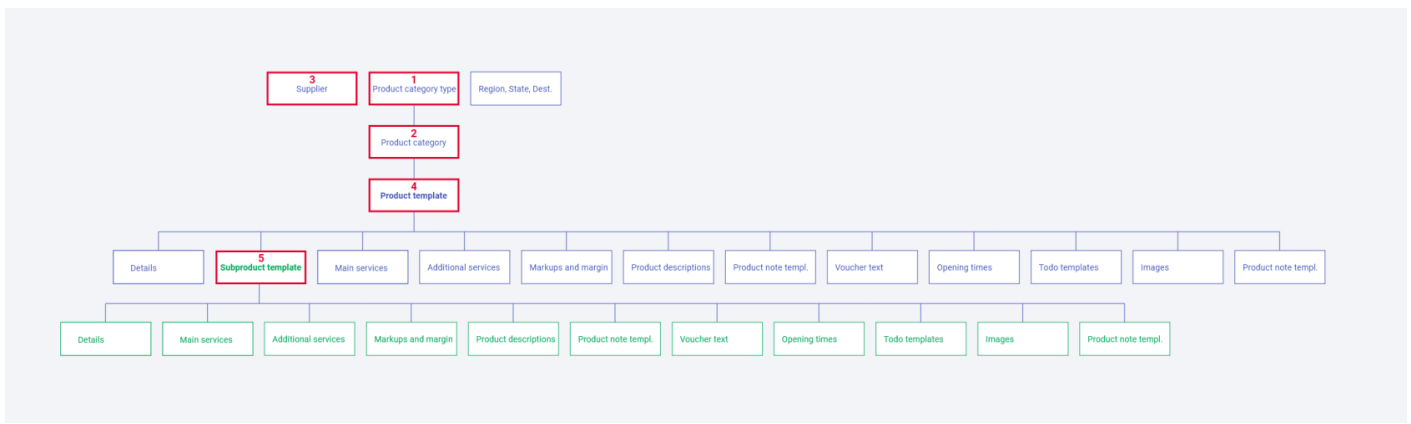 3
Supplier
1
Product category type
Region, State, Dest.
2
Product category
4
Product template
Details
5
Subproduct template
Main services
Additional services
Markups and margin
Product descriptions
Product note templ.
Voucher text
Opening times
Todo templates
Images
Product note templ.
Details
Main services
Additional services
Markups and margin
Product descriptions
Product note templ.
Voucher text
Opening times
Todo templates
Images
Product note templ.